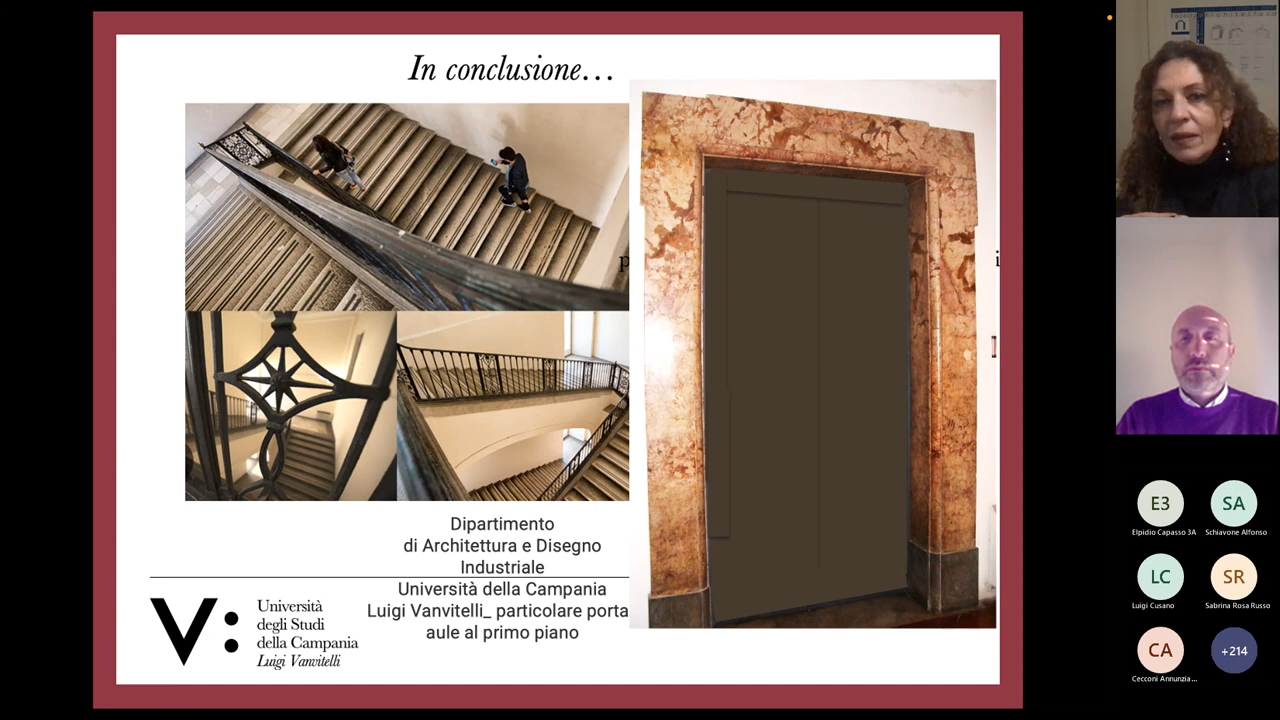 In conclusione…
p
i
Dipartimento
di Architettura e Disegno
Industriale
Università della Campania
Luigi Vanvitelli_ particolare porta
aule al primo piano
V:
Università
degli Studi
della Campania
Luigi Vanvitelli
E3
Elpidio Capasso 3A
SA
Schiavone Alfonso
LC
Luigi Cusano
SR
Sabrina Rosa Russo
CA
Cecconi Annunzia...
+214